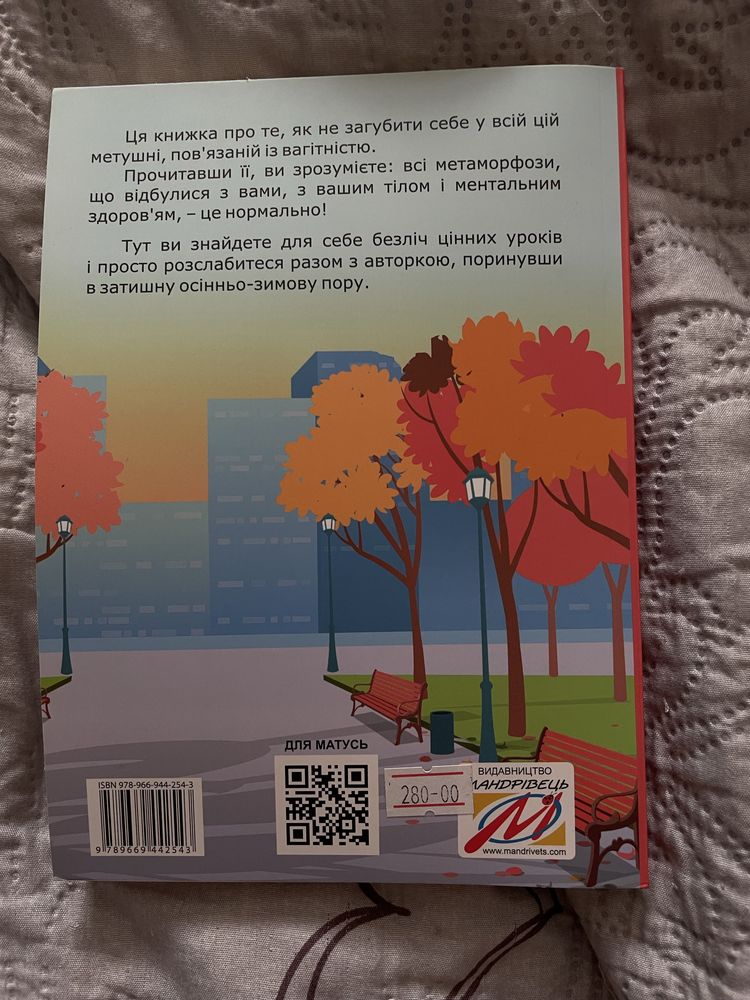 Ця книжка про те, як не загубити себе у всій цій
метушні, пов'язаній із вагітністю.
Прочитавши її, ви зрозумієте: всі метаморфози,
що відбулися з вами, з вашим тілом і ментальним
здоров'ям, – це нормально!
Тут ви знайдете для себе безліч цінних уроків
і просто розслабитеся разом з авторкою, поринувши
в затишну осінньо-зимову пору.
ДЛЯ МАТУСЬ
ISBN 978-966-944-254-3
9 789669 442543
280-00
ВИДАВНИЦТВО
МАНДРІВЕЦЬ
М
www.mandrivets.com